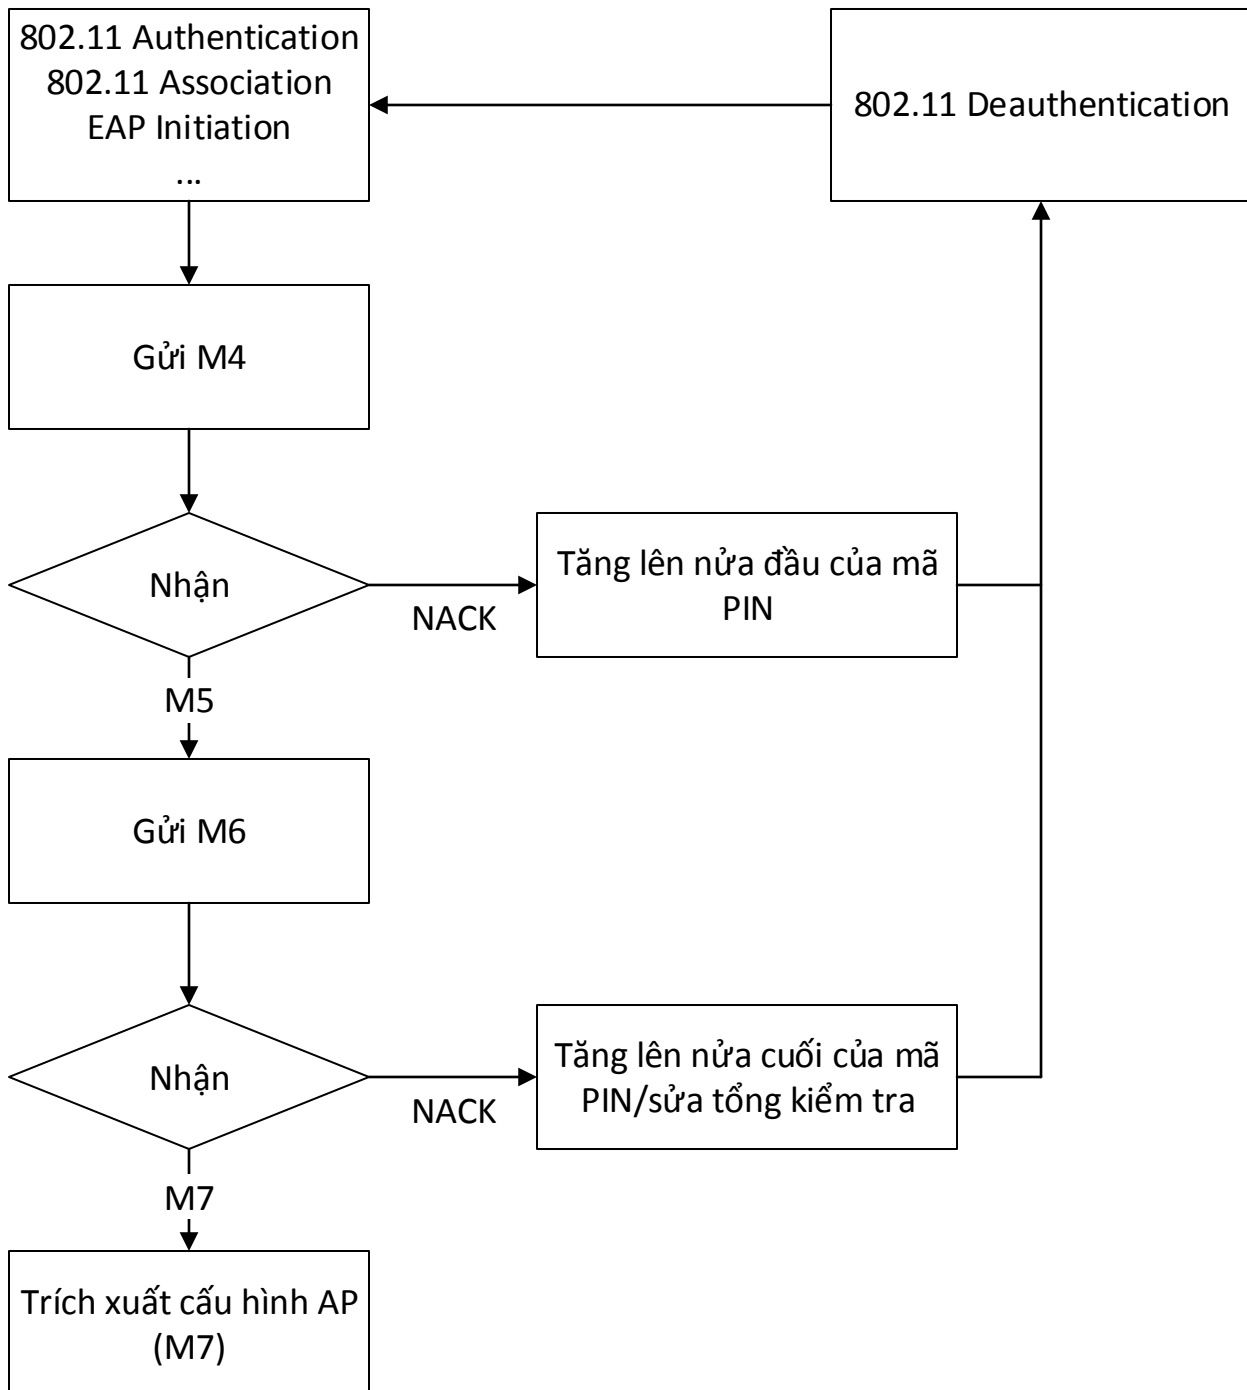 802.11 Authentication
802.11 Association
EAP Initiation
...
802.11 Deauthentication
Gửi M4
Nhận
NACK
Tăng lên nửa đầu của mã
PIN
M5
Gửi M6
Nhận
NACK
Tăng lên nửa cuối của mã
PIN/sửa tổng kiểm tra
M7
Trích xuất cấu hình AP
(M7)